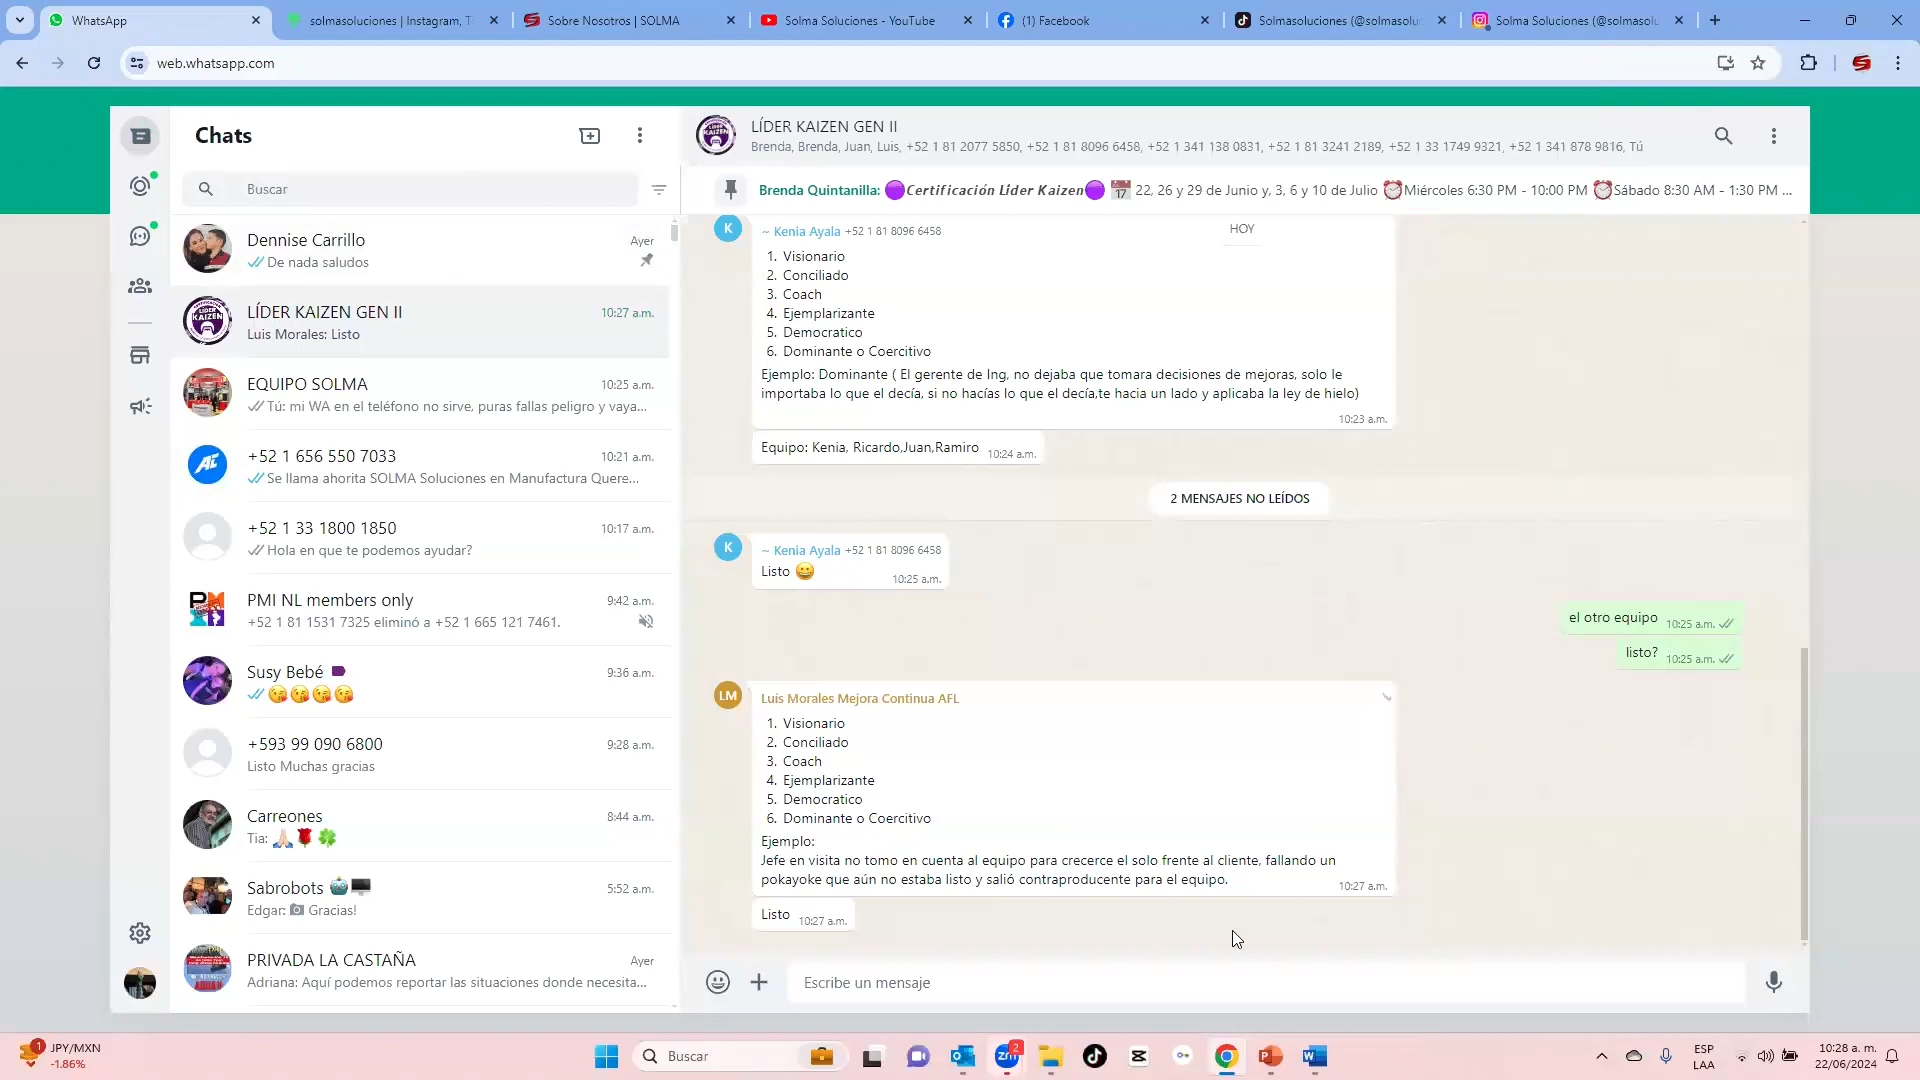 WhatsApp
solmasoluciones | Instagram, T
Sobre Nosotros | SOLMA
Solma Soluciones - YouTube
(1) Facebook
Solmasoluciones (@solmasolu
Solma Soluciones (@solmasolu
web.whatsapp.com
Chats
Buscar
Dennise Carrillo
Ayer
De nada saludos
LÍDER KAIZEN GEN II
10:27 a.m.
Luis Morales: Listo
EQUIPO SOLMA
10:25 a.m.
Tú: mi WA en el teléfono no sirve, puras fallas peligro y vaya...
+52 1 656 550 7033
10:21 a.m.
Se llama ahorita SOLMA Soluciones en Manufactura Quere...
+52 1 33 1800 1850
10:17 a.m.
Hola en que te podemos ayudar?
PMI NL members only
9:42 a.m.
+52 1 81 1531 7325 eliminó a +52 1 665 121 7461.
Susy Bebé
9:36 a.m.
😘😘😘😘
+593 99 090 6800
9:28 a.m.
Listo Muchas gracias
Carreones
8:44 a.m.
Tia: 🙏🏻🌹🍀
Sabrobots 🤖🖥️
5:52 a.m.
Edgar: 📷 Gracias!
PRIVADA LA CASTAÑA
Ayer
Adriana: Aquí podemos reportar las situaciones donde necesita...
LÍDER KAIZEN GEN II
Brenda, Brenda, Juan, Luis, +52 1 81 2077 5850, +52 1 81 8096 6458, +52 1 341 138 0831, +52 1 81 3241 2189, +52 1 33 1749 9321, +52 1 341 878 9816, Tú
Brenda Quintanilla: 🟣Certificación Líder Kaizen🟣 📅 22, 26 y 29 de Junio y, 3, 6 y 10 de Julio ⏰Miércoles 6:30 PM - 10:00 PM ⏰Sábado 8:30 AM - 1:30 PM ...
HOY
K
~ Kenia Ayala +52 1 81 8096 6458
1. Visionario
2. Conciliado
3. Coach
4. Ejemplarizante
5. Democratico
6. Dominante o Coercitivo
Ejemplo: Dominante ( El gerente de Ing, no dejaba que tomara decisiones de mejoras, solo le
importaba lo que el decía, si no hacías lo que el decía,te hacia un lado y aplicaba la ley de hielo)
10:23 a.m.
Equipo: Kenia, Ricardo,Juan,Ramiro 10:24 a.m.
2 MENSAJES NO LEÍDOS
K
~ Kenia Ayala +52 1 81 8096 6458
Listo 😀
10:25 a.m.
el otro equipo 10:25 a.m.
listo? 10:25 a.m.
LM
Luis Morales Mejora Continua AFL
1. Visionario
2. Conciliado
3. Coach
4. Ejemplarizante
5. Democratico
6. Dominante o Coercitivo
Ejemplo:
Jefe en visita no tomo en cuenta al equipo para crecerce el solo frente al cliente, fallando un
pokayoke que aún no estaba listo y salió contraproducente para el equipo.
10:27 a.m.
Listo 10:27 a.m.
Escribe un mensaje
1
JPY/MXN
-1.86%
Buscar
zm
2
ESP
LAA
10:28 a. m.
22/06/2024